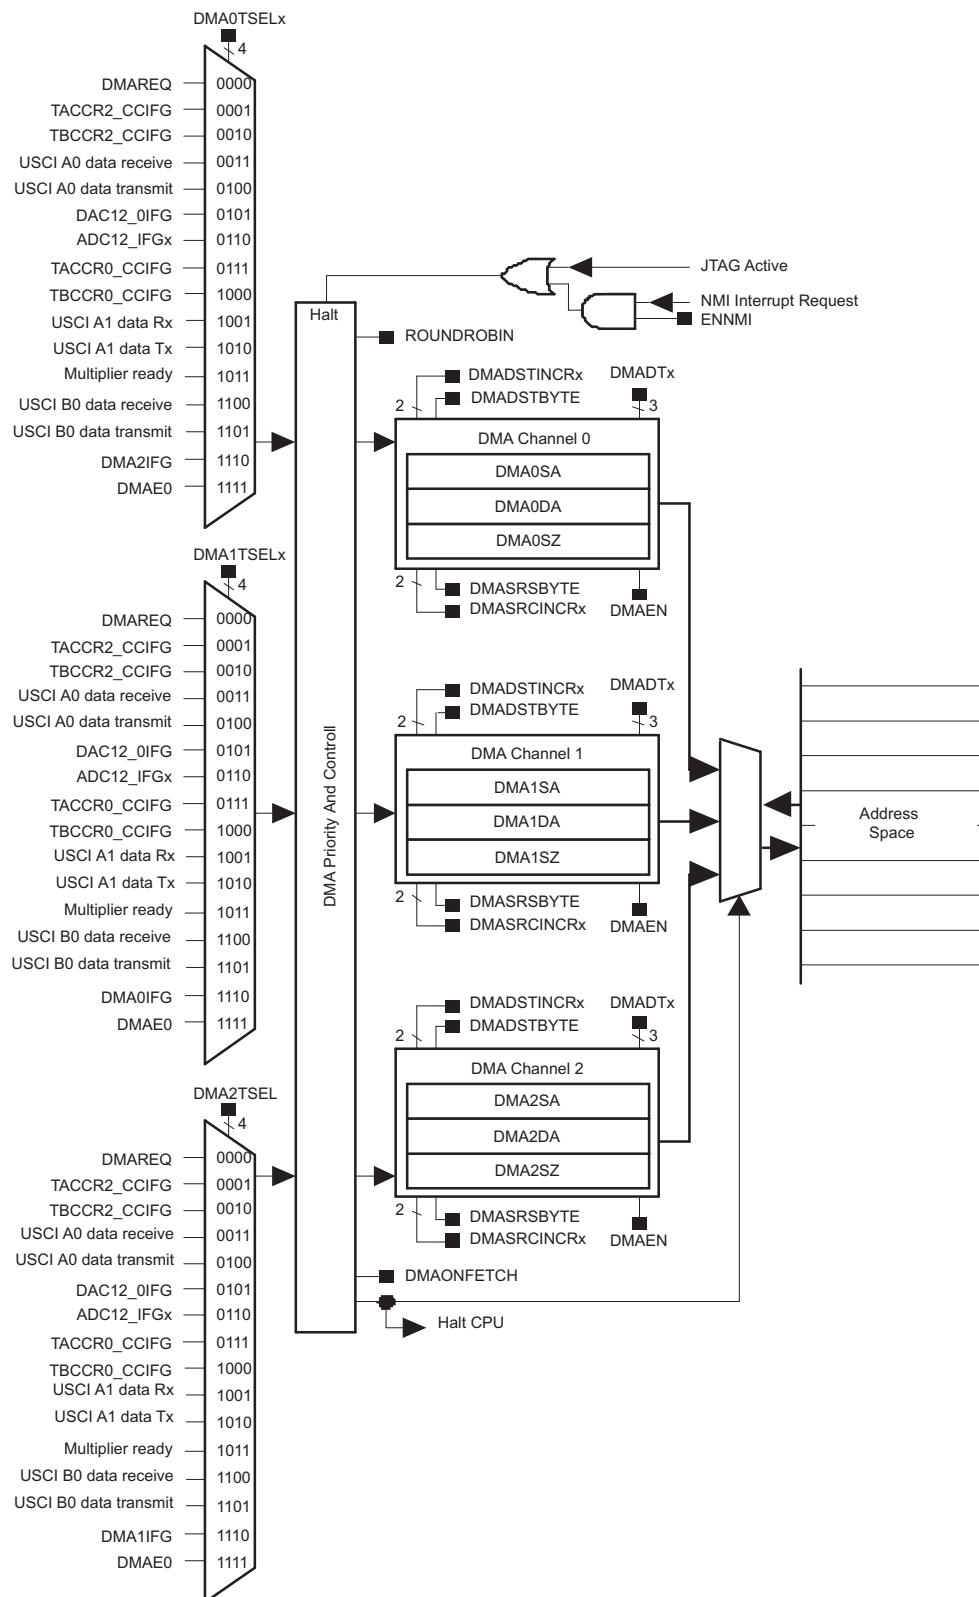 DMA0TSELx
4
DMAREQ 0000
TACCR2_CCIFG 0001
TBCCR2_CCIFG 0010
USCI A0 data receive 0011
USCI A0 data transmit 0100
DAC12_0IFG 0101
ADC12_IFGx 0110
TACCR0_CCIFG 0111
TBCCR0_CCIFG 1000
USCI A1 data Rx 1001
USCI A1 data Tx 1010
Multiplier ready 1011
USCI B0 data receive 1100
USCI B0 data transmit 1101
DMA2IFG 1110
DMAE0 1111
DMA1TSELx
4
DMAREQ 0000
TACCR2_CCIFG 0001
TBCCR2_CCIFG 0010
USCI A0 data receive 0011
USCI A0 data transmit 0100
DAC12_0IFG 0101
ADC12_IFGx 0110
TACCR0_CCIFG 0111
TBCCR0_CCIFG 1000
USCI A1 data Rx 1001
USCI A1 data Tx 1010
Multiplier ready 1011
USCI B0 data receive 1100
USCI B0 data transmit 1101
DMA0IFG 1110
DMAE0 1111
DMA2TSEL
4
DMAREQ 0000
TACCR2_CCIFG 0001
TBCCR2_CCIFG 0010
USCI A0 data receive 0011
USCI A0 data transmit 0100
DAC12_0IFG 0101
ADC12_IFGx 0110
TACCR0_CCIFG 0111
TBCCR0_CCIFG 1000
USCI A1 data Rx 1001
USCI A1 data Tx 1010
Multiplier ready 1011
USCI B0 data receive 1100
USCI B0 data transmit 1101
DMA1IFG 1110
DMAE0 1111
Halt
DMA Priority And Controll
JTAG Active
NMI Interrupt Request
ENNMI
ROUNDROBIN
DMADSTINCRx
DMADTx
2
DMADSTBYTE
3
DMA Channel 0
DMA0SA
DMA0DA
DMA0SZ
2
DMASRSBYTE
DMASRCINCRx
DMAEN
DMADSTINCRx
DMADTx
2
DMADSTBYTE
3
DMA Channel 1
DMA1SA
DMA1DA
DMA1SZ
2
DMASRSBYTE
DMASRCINCRx
DMAEN
DMADSTINCRx
DMADTx
2
DMADSTBYTE
3
DMA Channel 2
DMA2SA
DMA2DA
DMA2SZ
2
DMASRSBYTE
DMASRCINCRx
DMAEN
DMAONFETCH
Halt CPU
Address
Space